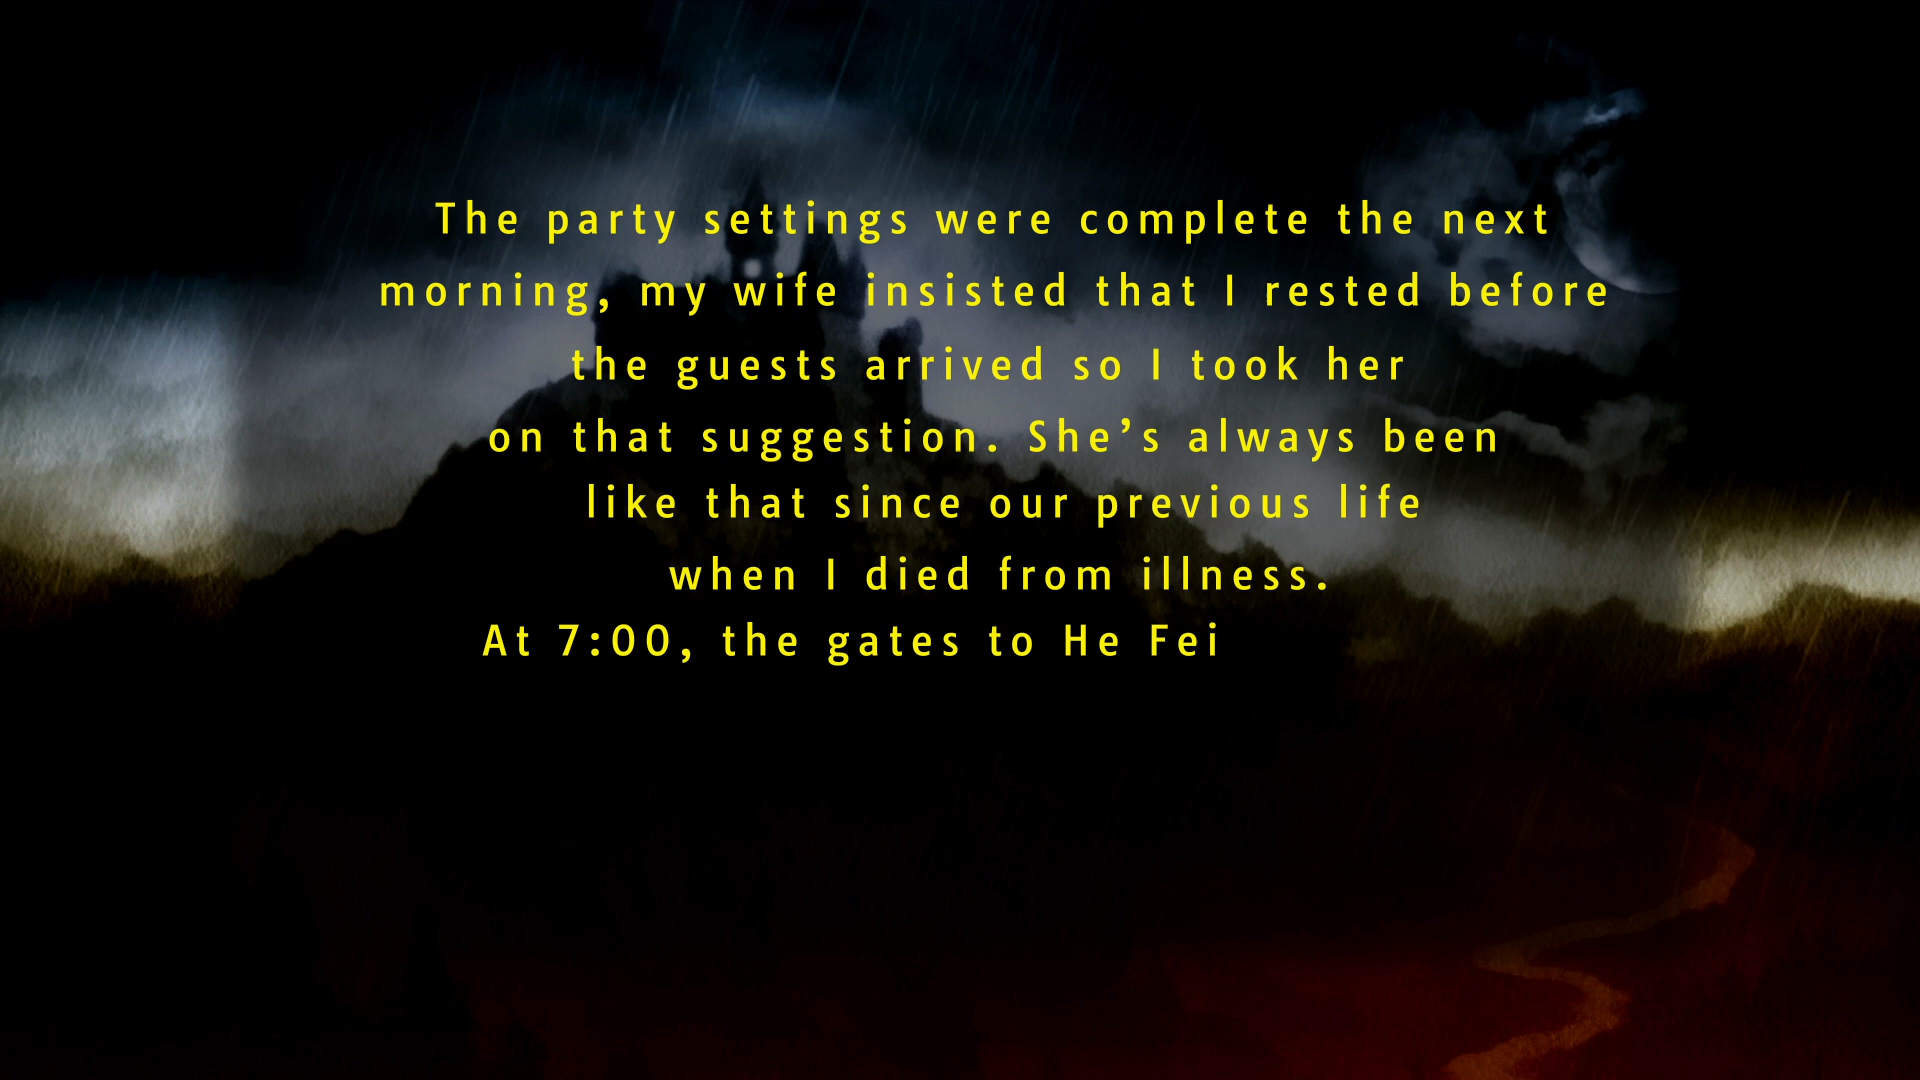 The party settings were complete the next
morning, my wife insisted that I rested before
the guests arrived so I took her
on that suggestion. She’s always been
like that since our previous life
when I died from illness.
At 7:00, the gates to He Fei